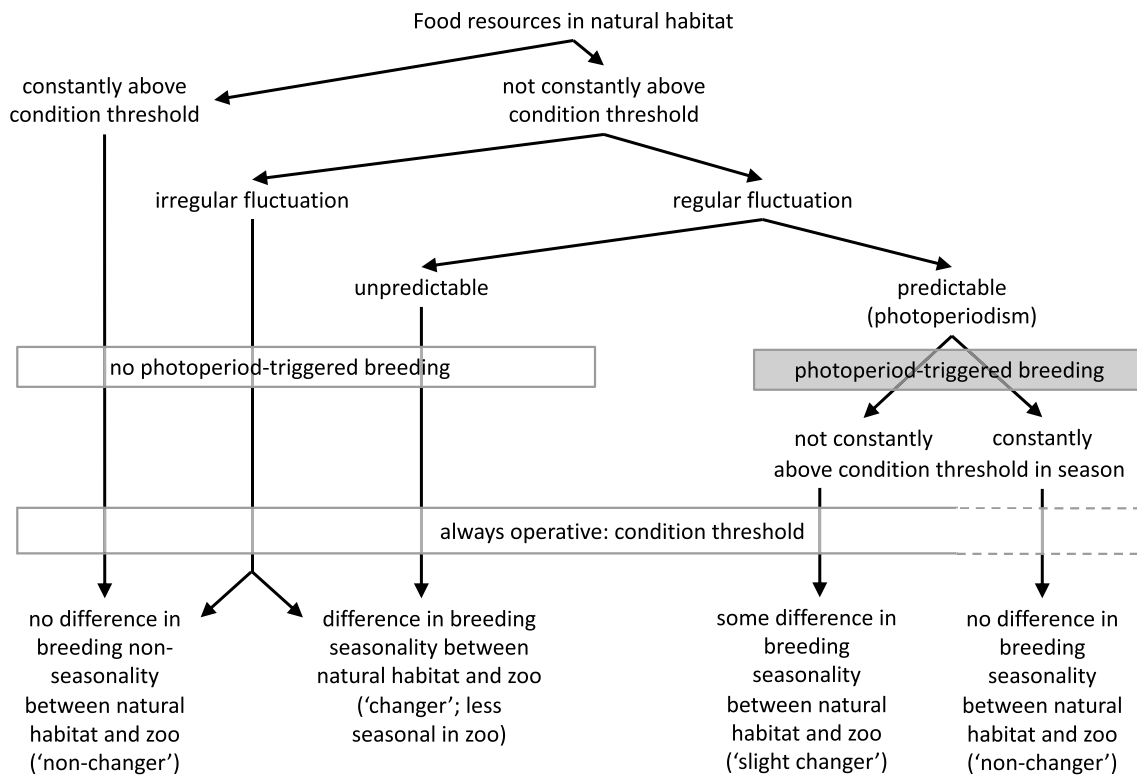 Food resources in natural habitat
constantly above
condition threshold
not constantly above
condition threshold
irregular fluctuation
regular fluctuation
unpredictable
predictable
(photoperiodism)
no photoperiod-triggered breeding
photoperiod-triggered breeding
not constantly
constantly
above condition threshold in season
always operative: condition threshold
no difference in
breeding non-
seasonality
between natural
habitat and zoo
(‘non-changer’)
difference in breeding
seasonality between
natural habitat and zoo
(‘changer’; less
seasonal in zoo)
some difference in
breeding
seasonality
between natural
habitat and zoo
(‘slight changer’)
no difference in
breeding
seasonality
between natural
habitat and zoo
(‘non-changer’)